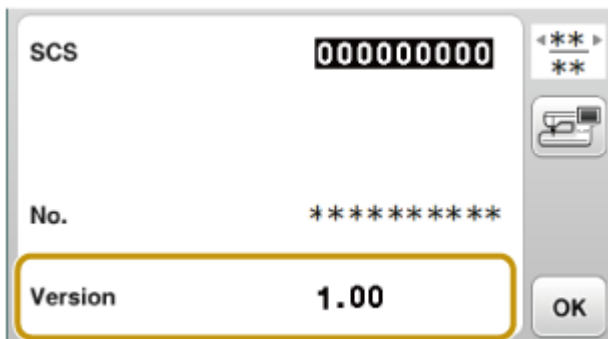 SCS 000000000
**
**
No. **********
Version 1.00
OK